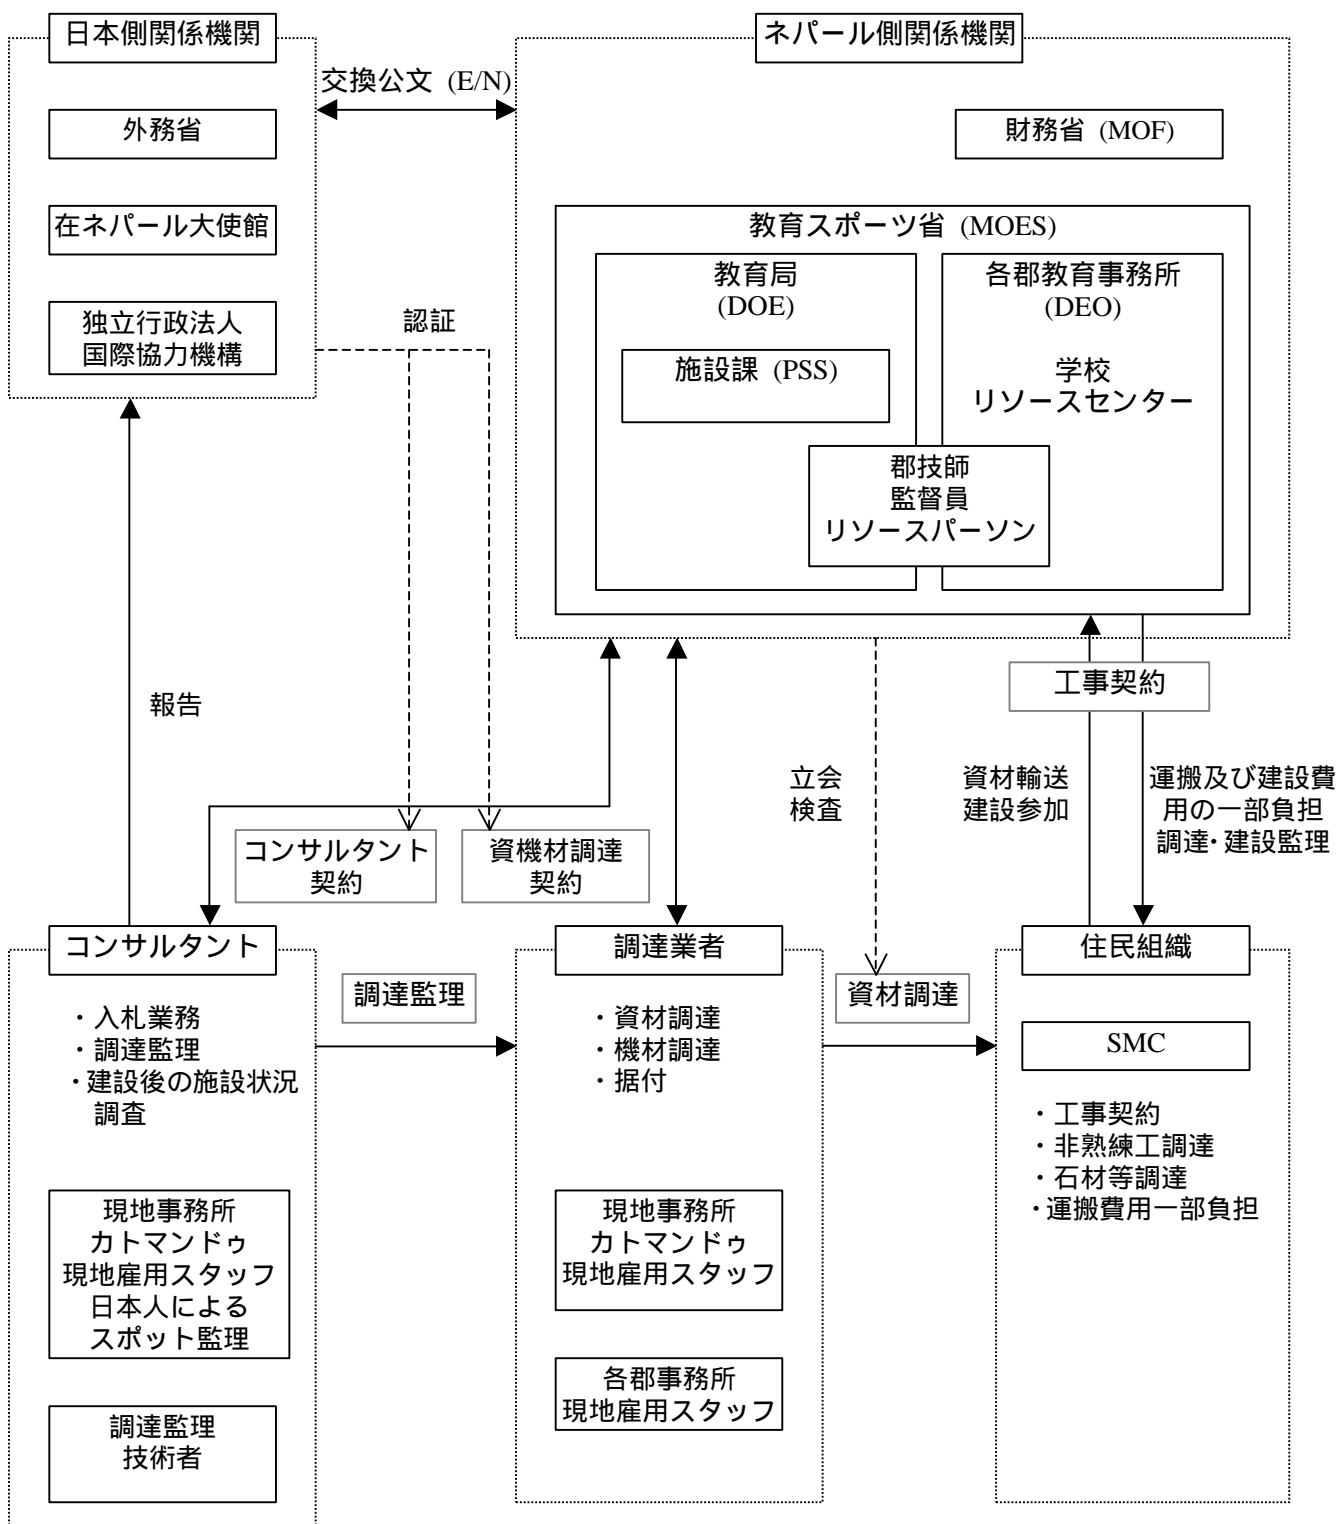 日本側関係機関
ネパール側関係機関
交換公文 (E/N)
外務省
財務省 (MOF)
在ネパール大使館
教育スポーツ省 (MOES)
教育局
(DOE)
各郡教育事務所
(DEO)
独立行政法人
国際協力機構
認証
施設課 (PSS)
学校
リソースセンター
郡技師
監督員
リソースパーソン
工事契約
報告
立会
検査
資材輸送
建設参加
運搬及び建設費
用の一部負担
調達・建設監理
コンサルタント
契約
資機材調達
契約
コンサルタント
調達業者
住民組織
調達監理
資材調達
・入札業務
・調達監理
・建設後の施設状況
調査
・資材調達
・機材調達
・据付
SMC
・工事契約
・非熟練工調達
・石材等調達
・運搬費用一部負担
現地事務所
カトマンドゥ
現地雇用スタッフ
日本人による
スポット監理
現地事務所
カトマンドゥ
現地雇用スタッフ
各郡事務所
現地雇用スタッフ
調達監理
技術者